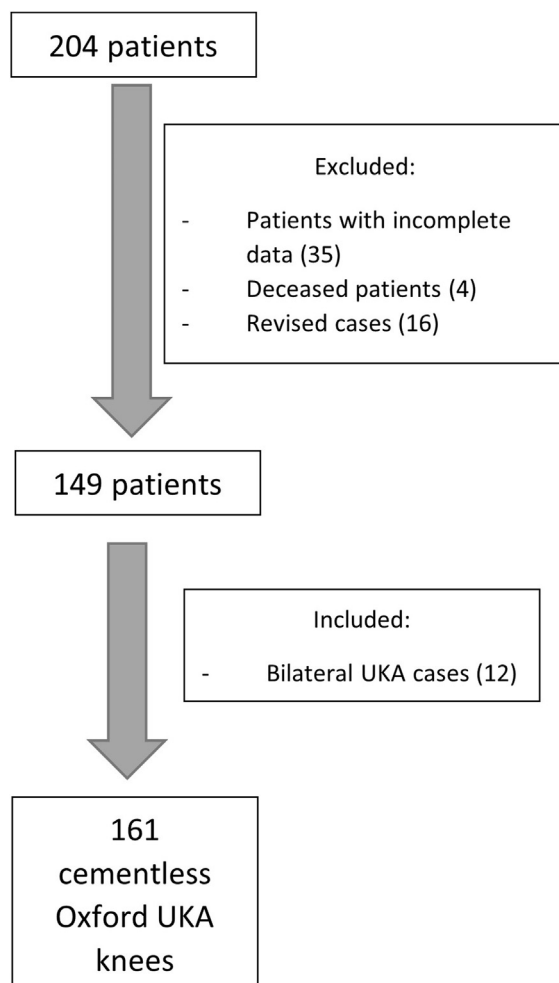 204 patients
Excluded:
- Patients with incomplete
data (35)
- Deceased patients (4)
- Revised cases (16)
149 patients
Included:
- Bilateral UKA cases (12)
161
cementless
Oxford UKA
knees